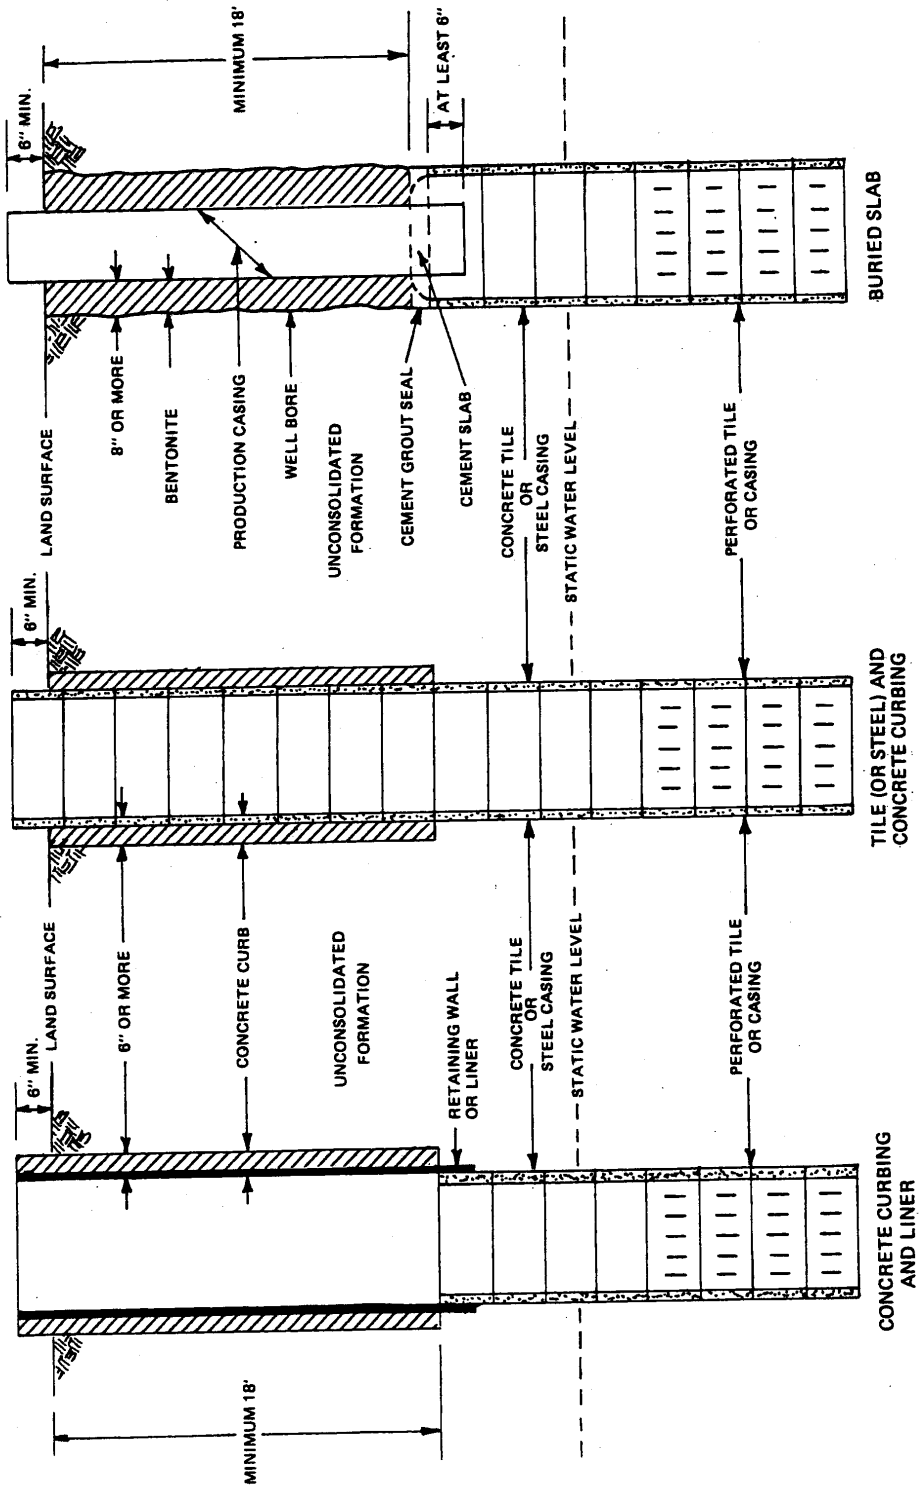 6" MIN.
LAND SURFACE
6" OR MORE
CONCRETE CURB
UNCONSOLIDATED
FORMATION
RETAINING WALL
OR LINER
CONCRETE TILE
OR
STEEL CASING
STATIC WATER LEVEL
PERFORATED TILE
OR CASING
MINIMUM 18'
CONCRETE CURBING
AND LINER
6" MIN.
LAND SURFACE
8" OR MORE
BENTONITE
PRODUCTION CASING
WELL BORE
UNCONSOLIDATED
FORMATION
CEMENT GROUT SEAL
CEMENT SLAB
CONCRETE TILE
OR
STEEL CASING
STATIC WATER LEVEL
PERFORATED TILE
OR CASING
TILE (OR STEEL) AND
CONCRETE CURBING
6" MIN.
MINIMUM 18'
AT LEAST 6"
BURIED SLAB